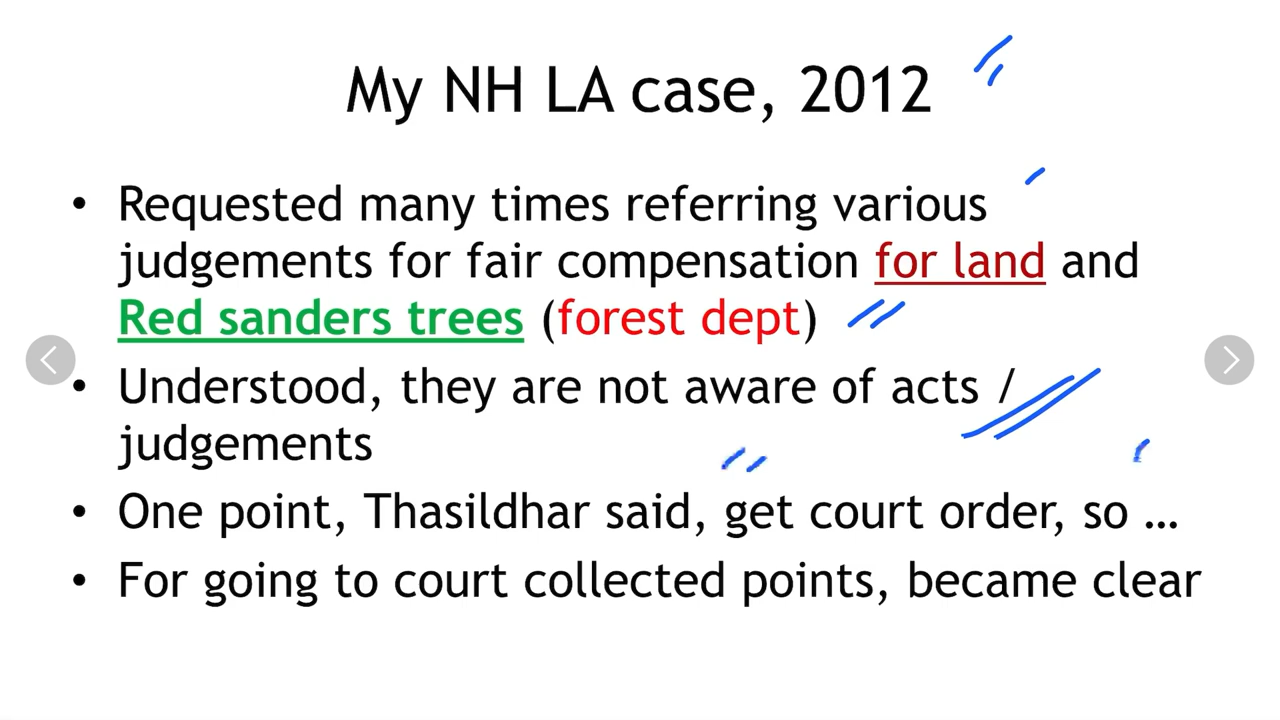 My NH LA case, 2012
• Requested many times referring various
judgements for fair compensation for land and
Red sanders trees (forest dept)
• Understood, they are not aware of acts /
judgements
• One point, Thasildhar said, get court order, so …
• For going to court collected points, became clear